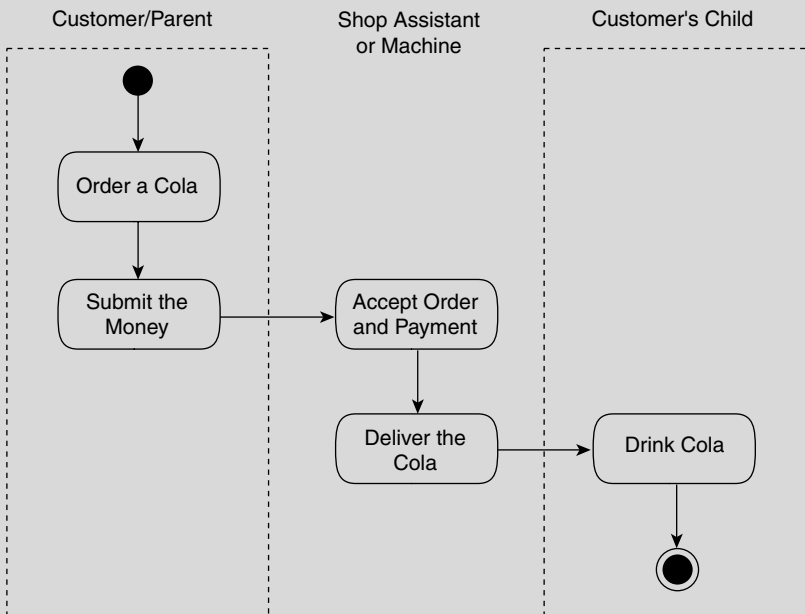 Customer/Parent
Shop Assistant
or Machine
Customer's Child
Order a Cola
Submit the
Money
Accept Order
and Payment
Deliver the
Cola
Drink Cola